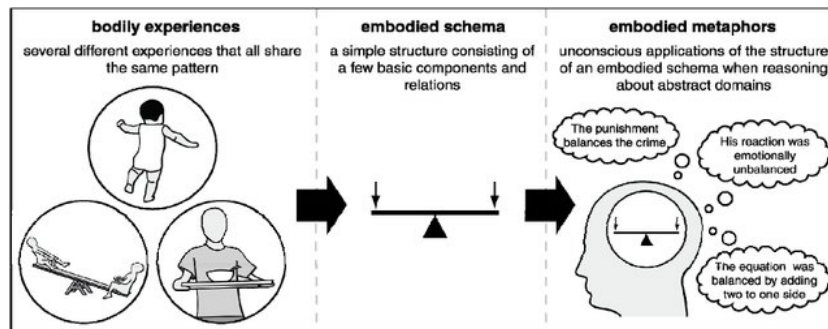 bodily experiences
several different experiences that all share
the same pattern
embodied schema
a simple structure consisting of
a few basic components and
relations
embodied metaphors
unconscious applications of the structure
of an embodied schema when reasoning
about abstract domains
The punishment
balances the crime
His reaction was
emotionally
unbalanced
The equation was
balanced by adding
two to one side